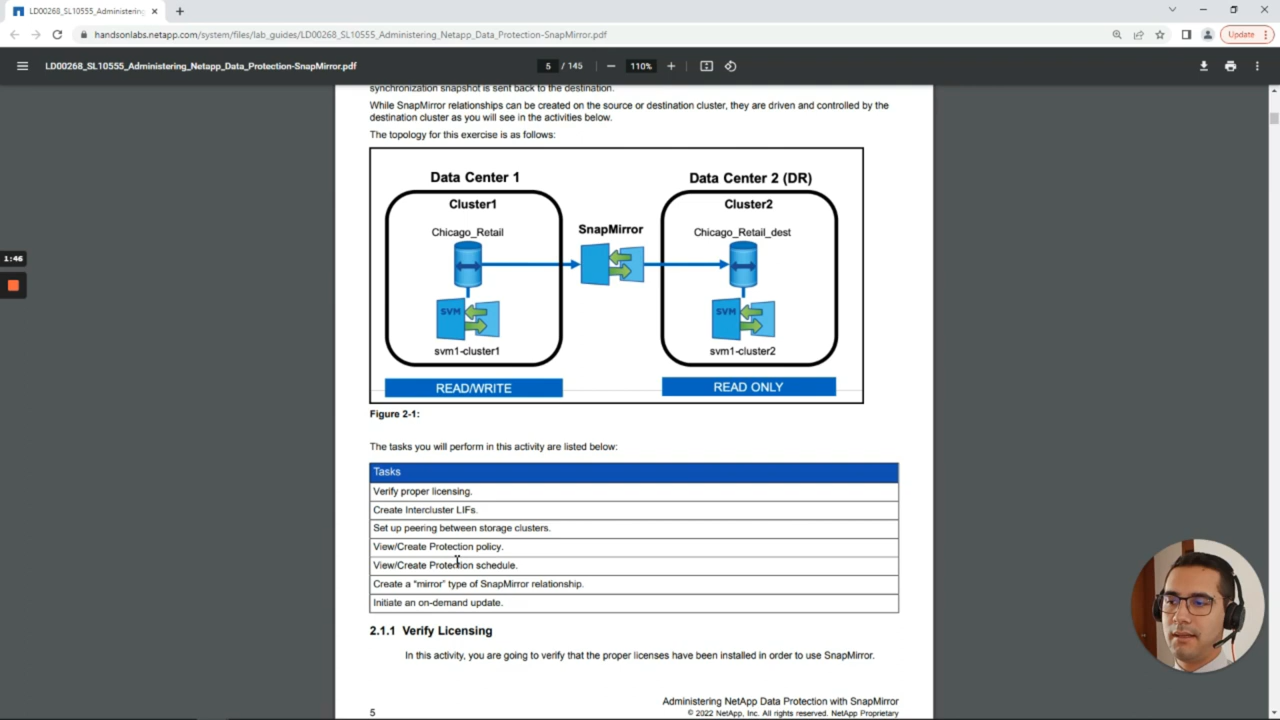 LD00268_SL10555_Administering_
handsonlabs.netapp.com/system/files/lab_guides/LD00268_SL10555_Administering_Netapp_Data_Protection-SnapMirror.pdf
Update
LD00268_SL10555_Administering_Netapp_Data_Protection-SnapMirror.pdf
5 / 145
110%
synchronization snapshot is sent back to the destination.
While SnapMirror relationships can be created on the source or destination cluster, they are driven and controlled by the
destination cluster as you will see in the activities below.
The topology for this exercise is as follows:
Data Center 1
Data Center 2 (DR)
Cluster1
Cluster2
Chicago_Retail
SnapMirror
Chicago_Retail_dest
SVM
SVM
svm1-cluster1
svm1-cluster2
READ/WRITE
READ ONLY
1:46
Figure 2-1:
The tasks you will perform in this activity are listed below:
Tasks
Verify proper licensing.
Create Intercluster LIFs.
Set up peering between storage clusters.
View/Create Protection policy.
View/Create Protection schedule.
Create a “mirror” type of SnapMirror relationship.
Initiate an on-demand update.
2.1.1 Verify Licensing
In this activity, you are going to verify that the proper licenses have been installed in order to use SnapMirror.
Administering NetApp Data Protection with SnapMirror
5
© 2022 NetApp, Inc. All rights reserved. NetApp Proprietary